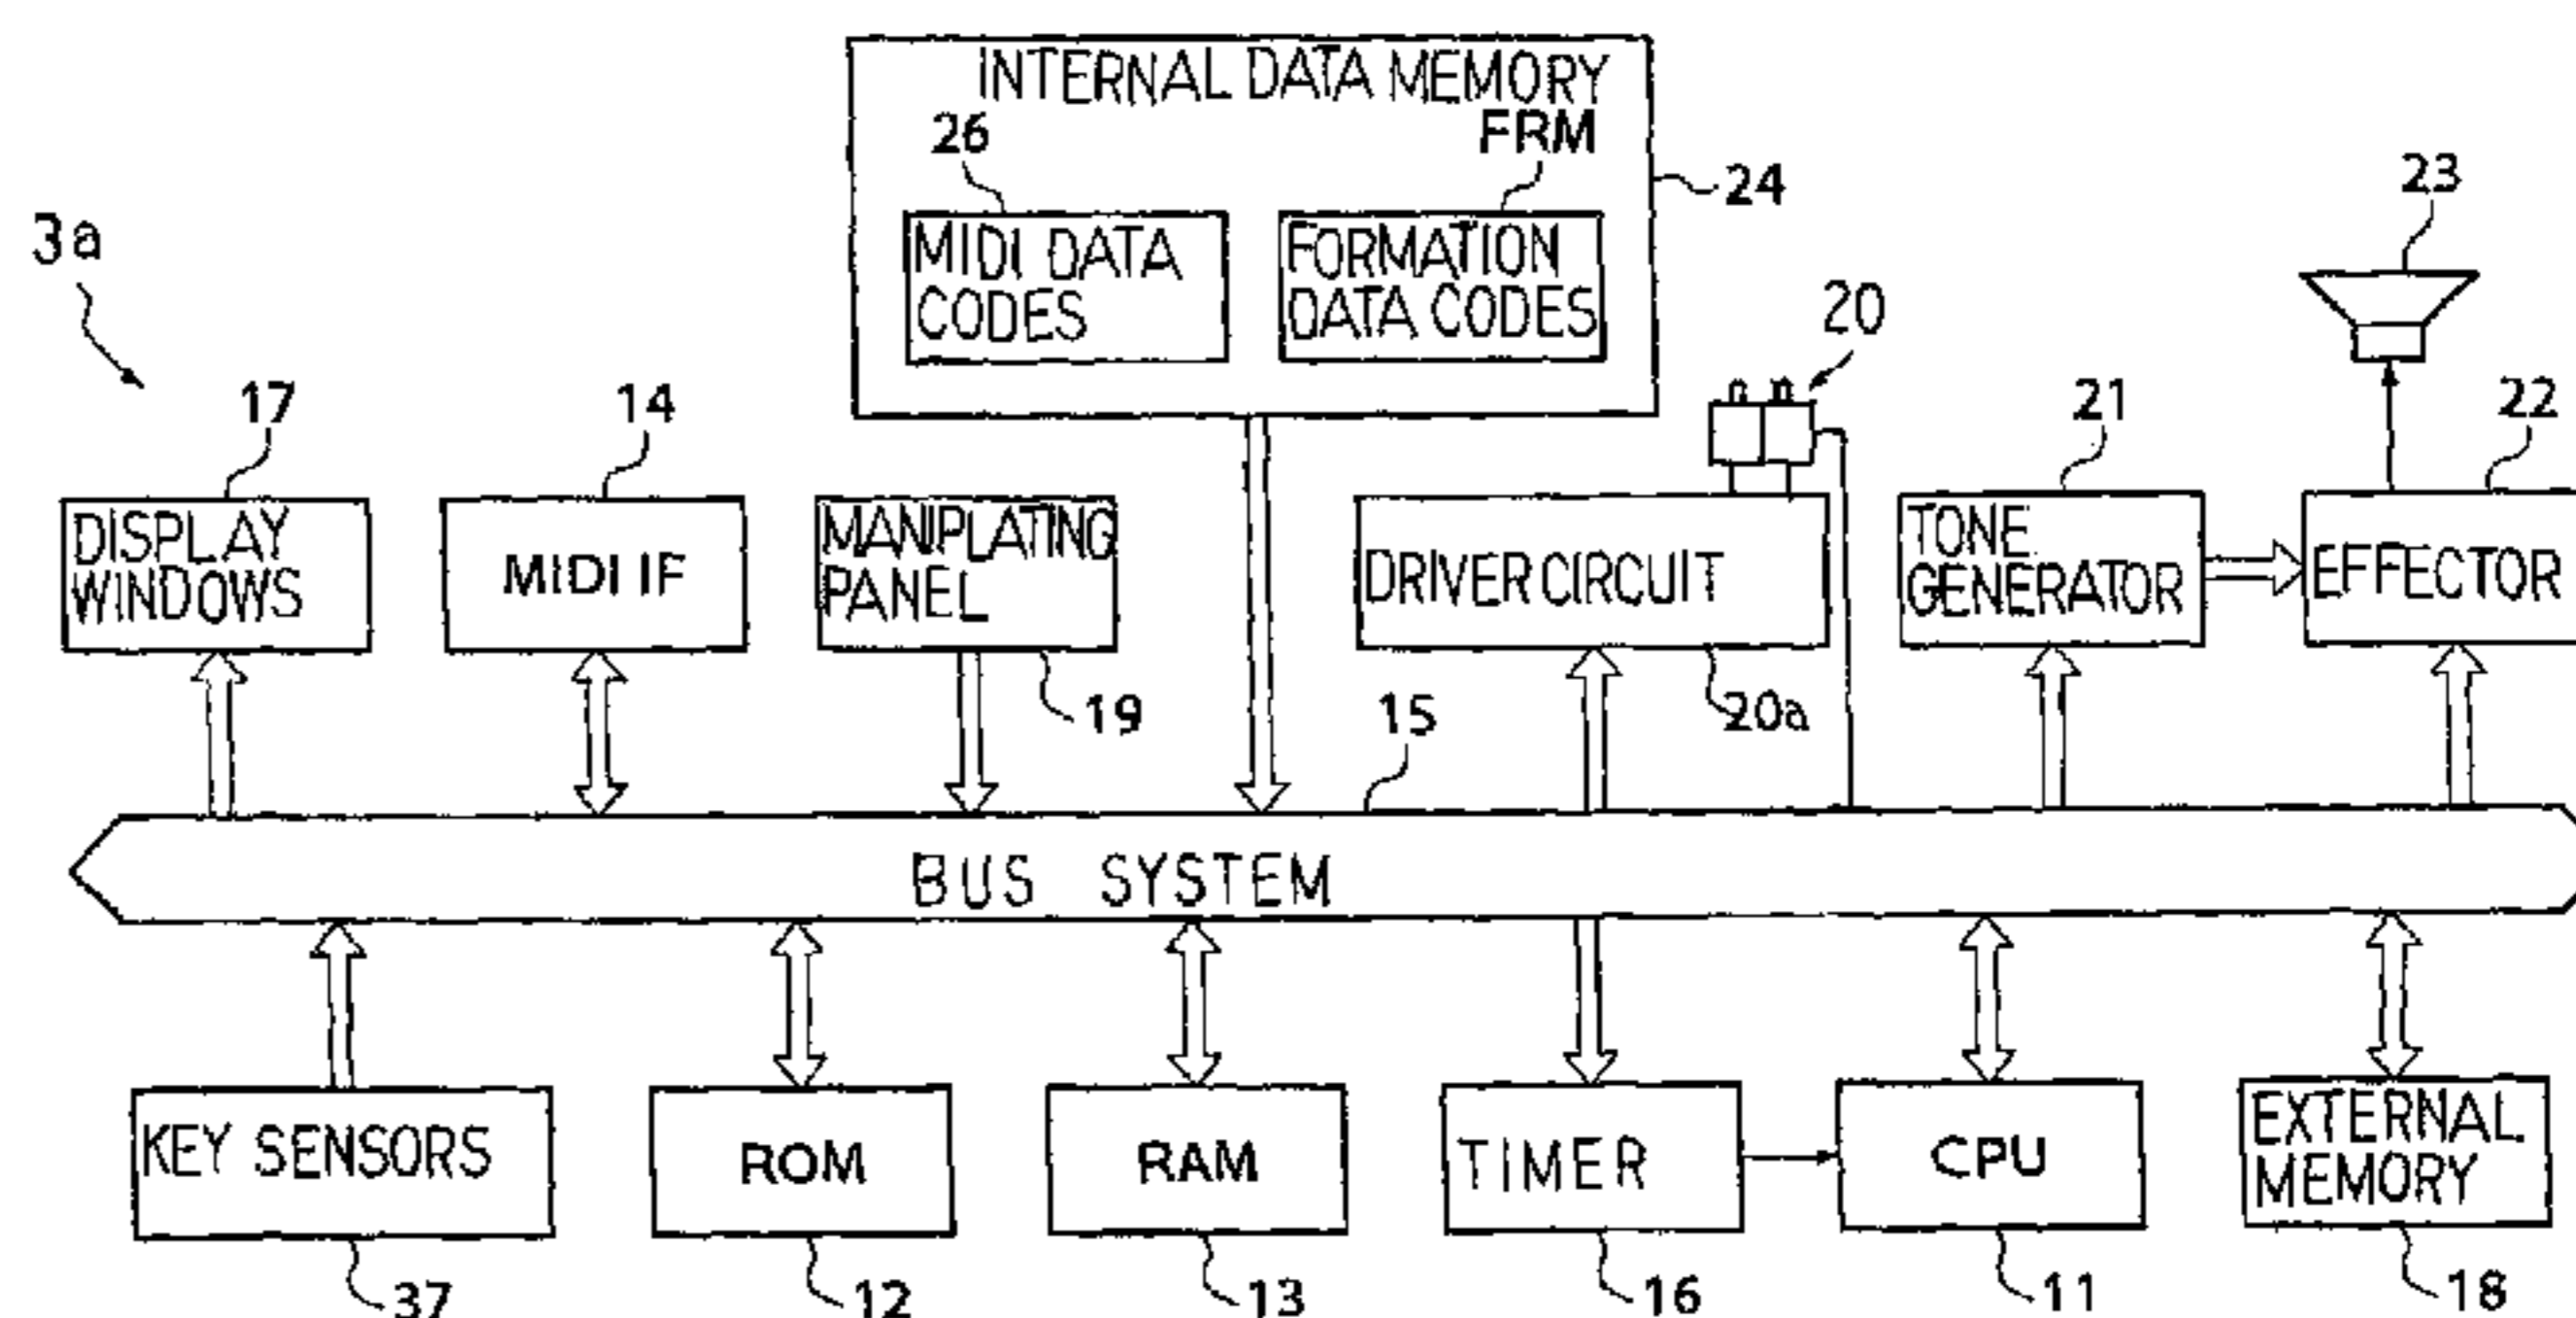 INTERNAL DATA MEMORY
26
FRM
24
23
3a
MIDI DATA
CODES
FORMATION
DATA CODES
20
17
14
21
22
DISPLAY
WINDOWS
MIDI IF
MANIPLATING
PANEL
DRIVER CIRCUIT
TONE
GENERATOR
EFFECTOR
19
15
20a
BUS SYSTEM
KEY SENSORS
ROM
RAM
TIMER
CPU
EXTERNAL
MEMORY
37
12
13
16
11
18